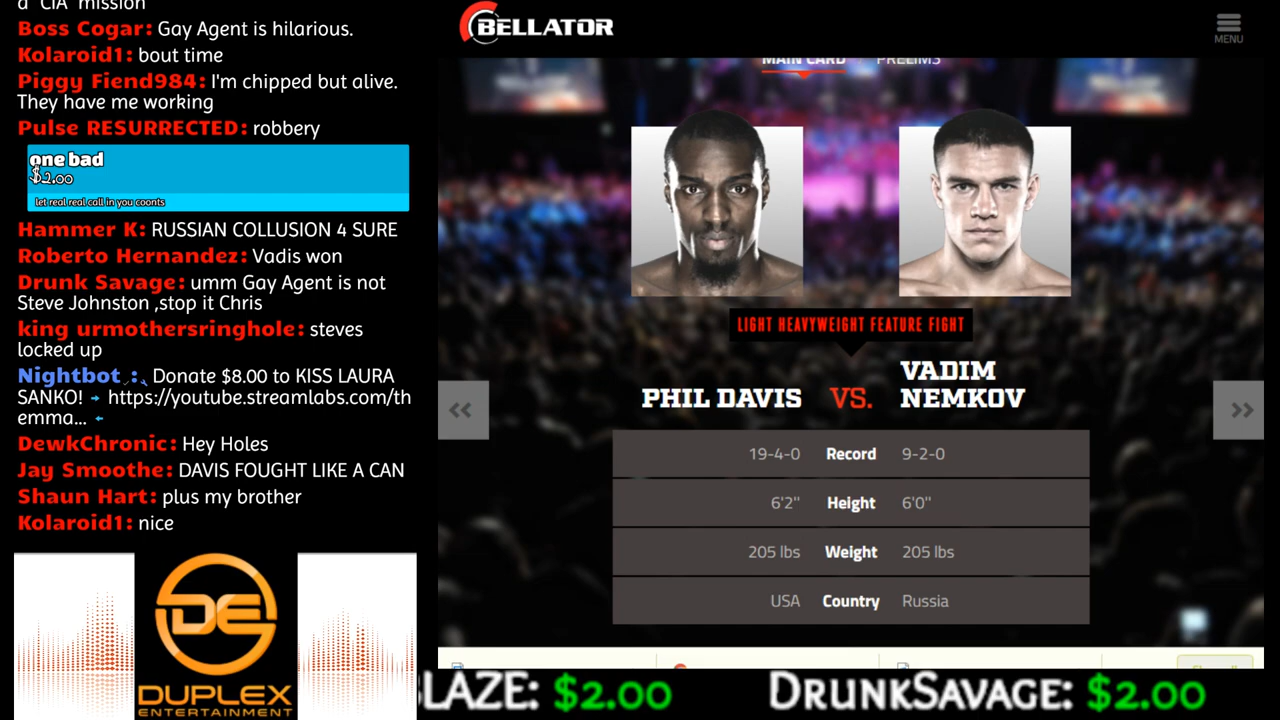 a "CIA" mission
Boss Cogar: Gay Agent is hilarious.
Kolaroid1: bout time
Piggy Fiend984: I'm chipped but alive.
They have me working
Pulse RESURRECTED: robbery
one bad
$2.00
let real real call in you coonts
Hammer K: RUSSIAN COLLUSION 4 SURE
Roberto Hernandez: Vadis won
Drunk Savage: umm Gay Agent is not
Steve Johnston ,stop it Chris
king urmothersringhole: steves
locked up
Nightbot : Donate $8.00 to KISS LAURA
SANKO! → https://youtube.streamlabs.com/th
emma... ←
DewkChronic: Hey Holes
Jay Smoothe: DAVIS FOUGHT LIKE A CAN
Shaun Hart: plus my brother
Kolaroid1: nice
DE
DUPLEX
ENTERTAINMENT
BELLATOR
MENU
MAIN CARD PRELIMS
LIGHT HEAVYWEIGHT FEATURE FIGHT
PHIL DAVIS VS. VADIM
NEMKOV
19-4-0 Record 9-2-0
6'2" Height 6'0"
205 lbs Weight 205 lbs
USA Country Russia
LAZE: $2.00 DRUNKSAVAGE: $2.00